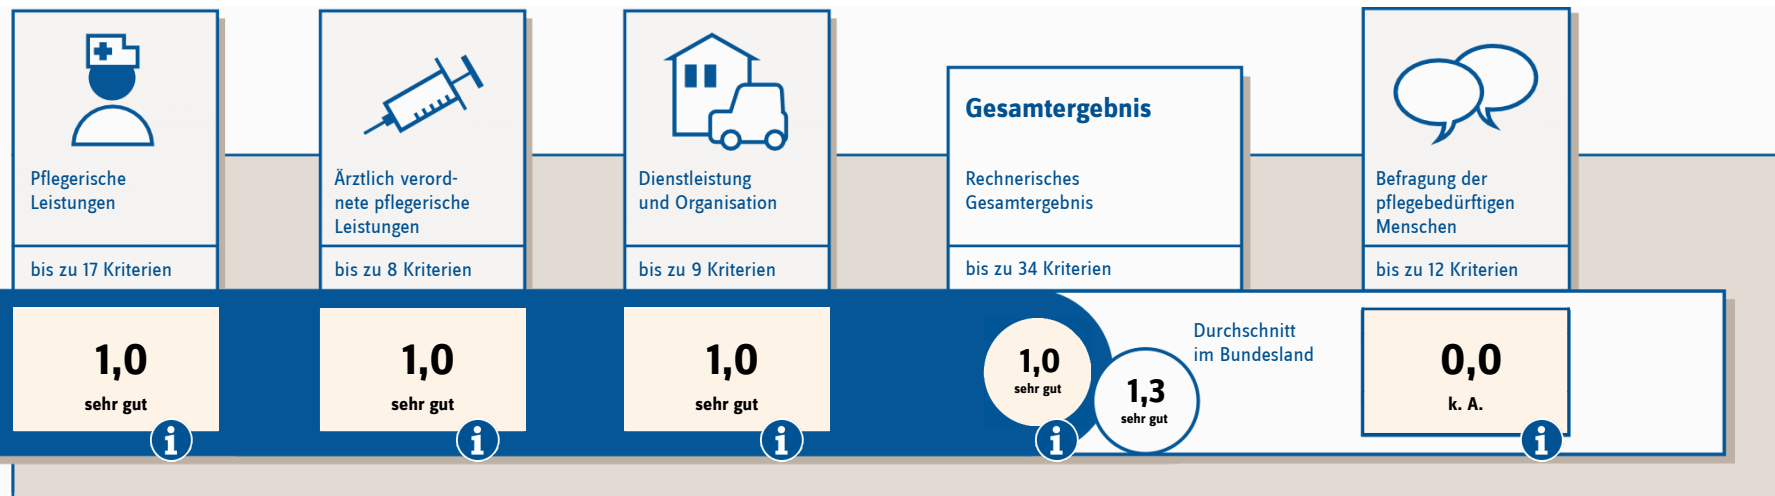 Pflegerische
Leistungen
bis zu 17 Kriterien
1,0
sehr gut
i
Ärztlich verord-
nete pflegerische
Leistungen
bis zu 8 Kriterien
1,0
sehr gut
i
Dienstleistung
und Organisation
bis zu 9 Kriterien
1,0
sehr gut
i
Gesamtergebnis
Rechnerisches
Gesamtergebnis
bis zu 34 Kriterien
1,0
sehr gut
i
1,3
sehr gut
Durchschnitt
im Bundesland
Befragung der
pflegebedürftigen
Menschen
bis zu 12 Kriterien
0,0
k. A.
i